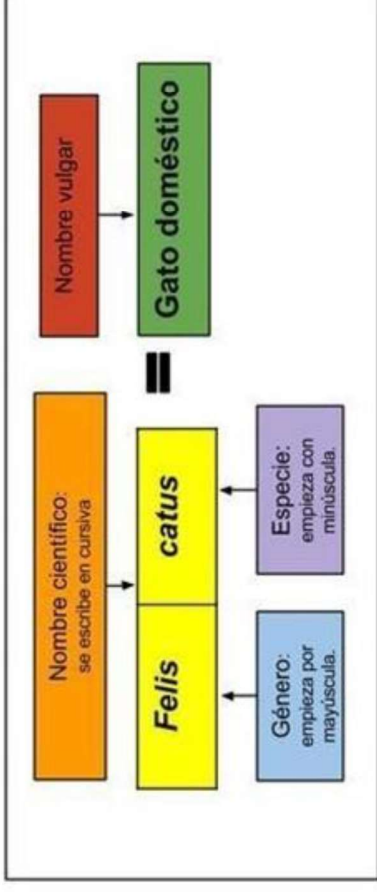 Nombre científico:
se escribe en cursiva
Nombre vulgar
Felis
catus
=
Gato doméstico
Género:
empieza por
mayúscula.
Especie:
empieza con
minúscula.